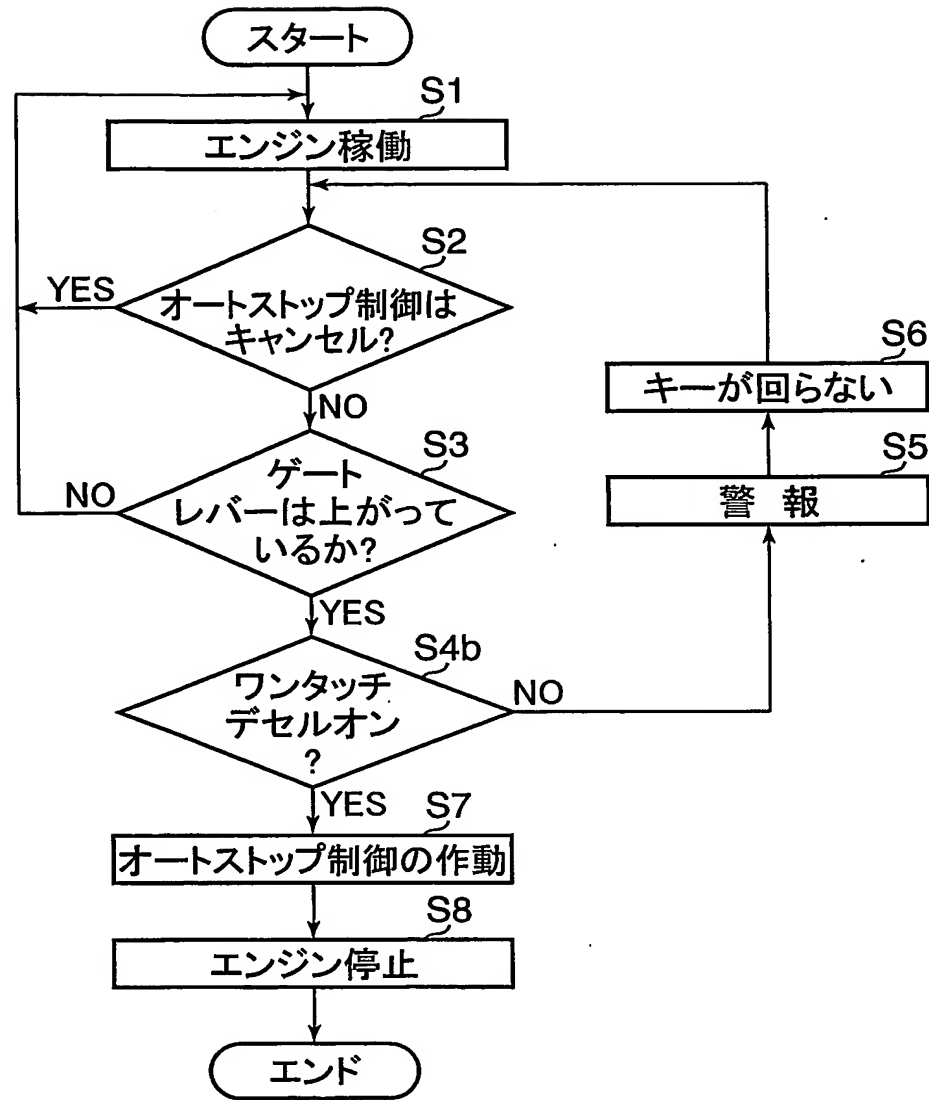 スタート
S1
エンジン稼働
S2
YES
オートストップ制御は
キャンセル?
NO
S6
キーが回らない
S3
NO
ゲート
レバーは上がって
いるか?
S5
警 報
YES
S4b
ワンタッチ
デセルオン
?
NO
YES
S7
オートストップ制御の作動
S8
エンジン停止
エンド